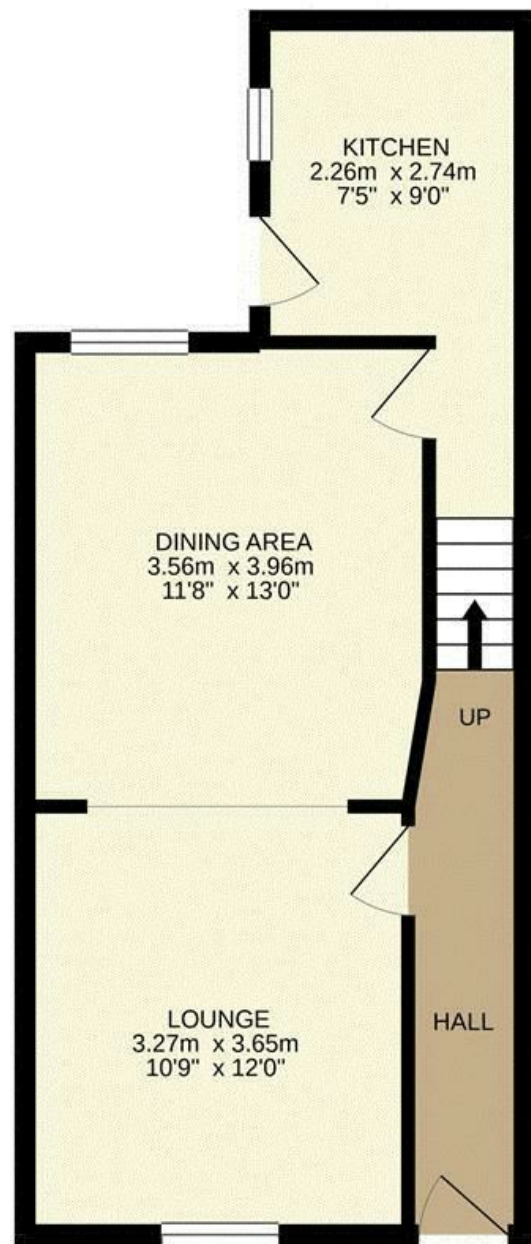 KITCHEN
2.26m x 2.74m
7'5" x 9'0"
DINING AREA
3.56m x 3.96m
11'8" x 13'0"
UP
LOUNGE
3.27m x 3.65m
10'9" x 12'0"
HALL